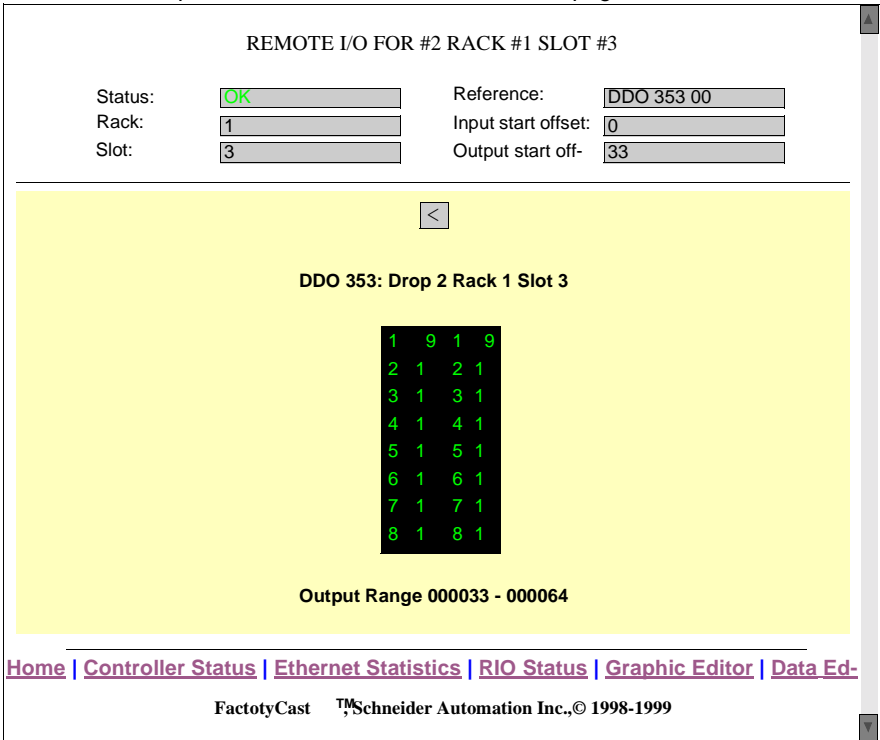 REMOTE I/O FOR #2 RACK #1 SLOT #3
Status: OK Reference: DDO 353 00
Rack: 1 Input start offset: 0
Slot: 3 Output start off- 33
<
DDO 353: Drop 2 Rack 1 Slot 3
1 9 1 9
2 1 2 1
3 1 3 1
4 1 4 1
5 1 5 1
6 1 6 1
7 1 7 1
8 1 8 1
Output Range 000033 - 000064
Home | Controller Status | Ethernet Statistics | RIO Status | Graphic Editor | Data Ed-
FactotyCast ™, Schneider Automation Inc.,© 1998-1999